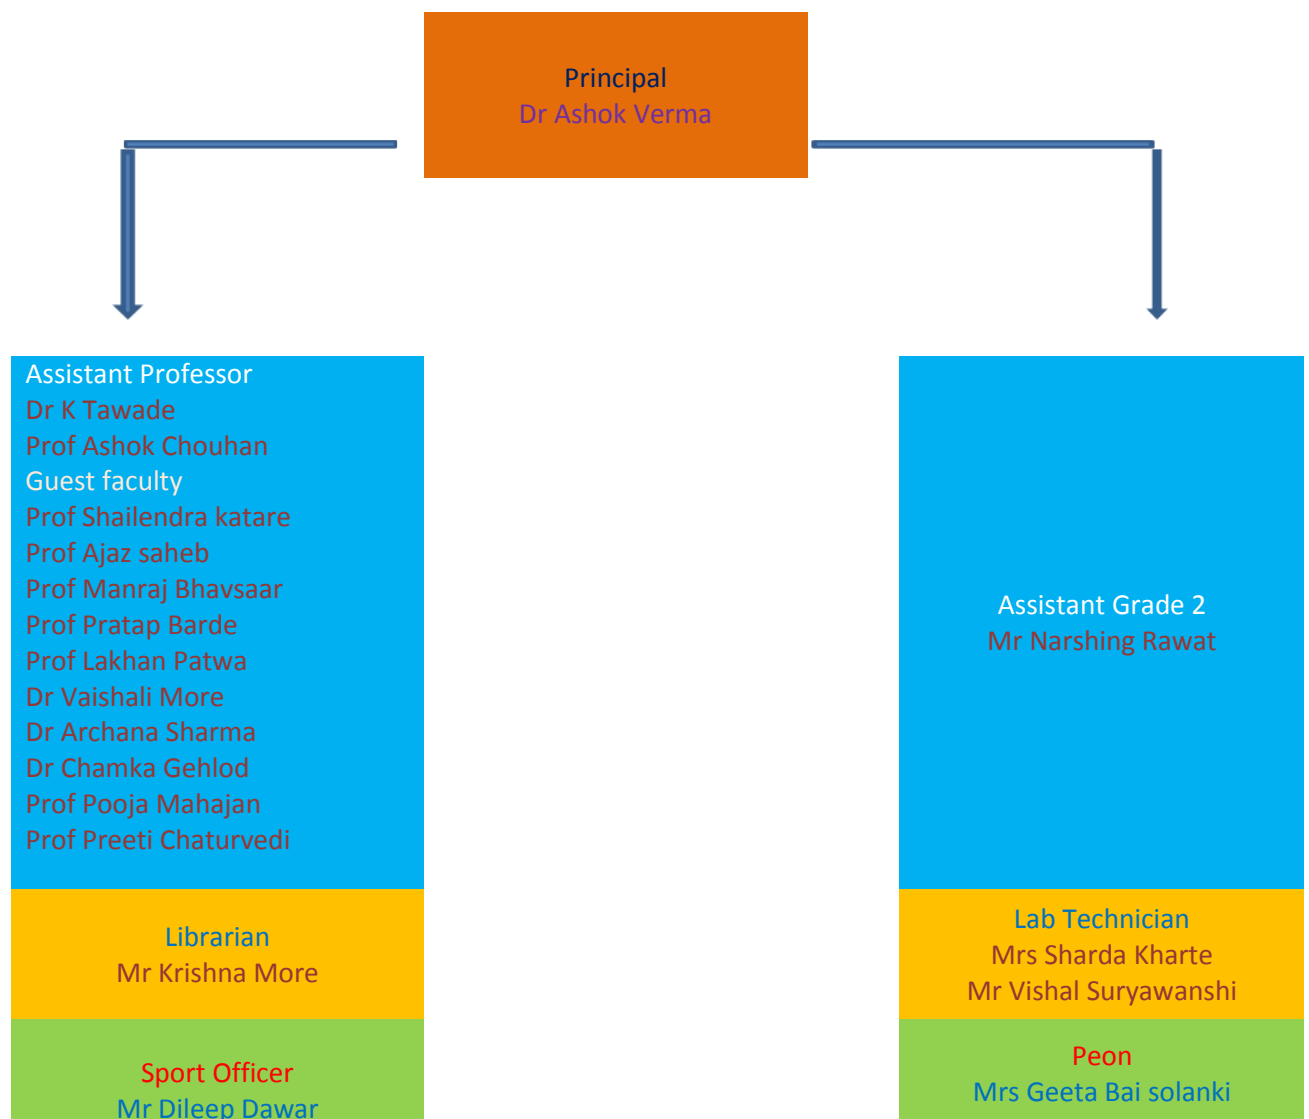 Principal
Dr Ashok Verma
Assistant Professor
Dr K Tawade
Prof Ashok Chouhan
Guest faculty
Prof Shailendra katare
Prof Ajaz saheb
Prof Manraj Bhavsaar
Prof Pratap Barde
Prof Lakhan Patwa
Dr Vaishali More
Dr Archana Sharma
Dr Chamka Gehlod
Prof Pooja Mahajan
Prof Preeti Chaturvedi
Librarian
Mr Krishna More
Sport Officer
Mr Dileep Dawar
Assistant Grade 2
Mr Narshing Rawat
Lab Technician
Mrs Sharda Kharte
Mr Vishal Suryawanshi
Peon
Mrs Geeta Bai solanki